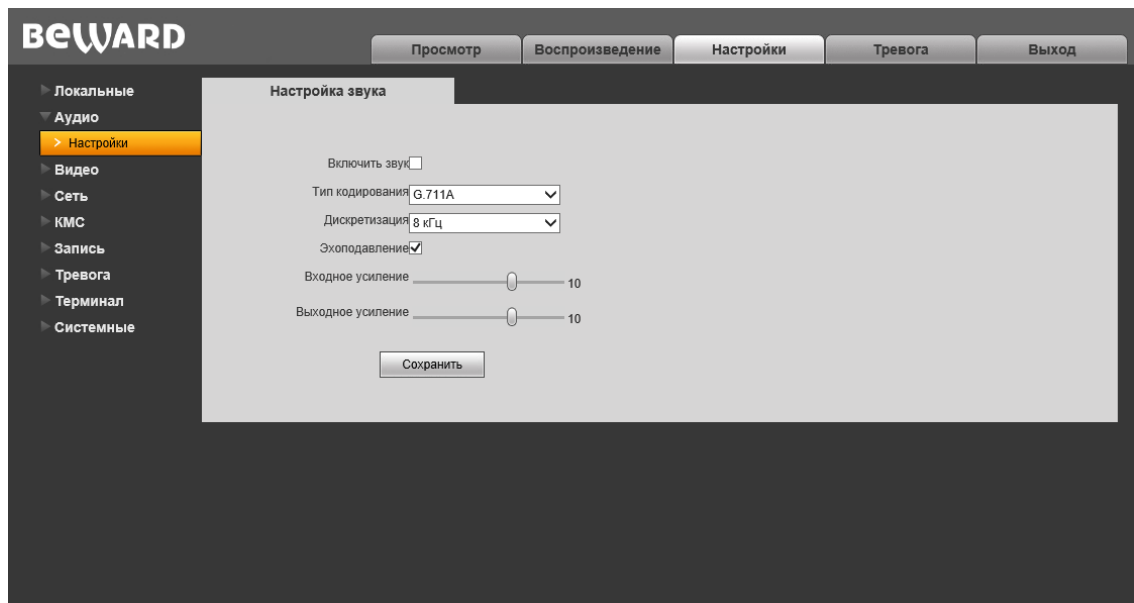 BEWARD
Просмотр
Воспроизведение
Настройки
Тревога
Выход
Локальные
Аудио
> Настройки
Видео
Сеть
КМС
Запись
Тревога
Терминал
Системные
Настройка звука
Включить звук
Тип кодирования G.711A
Дискретизация 8 кГц
Эхоподавление
Входное усиление 10
Выходное усиление 10
Сохранить